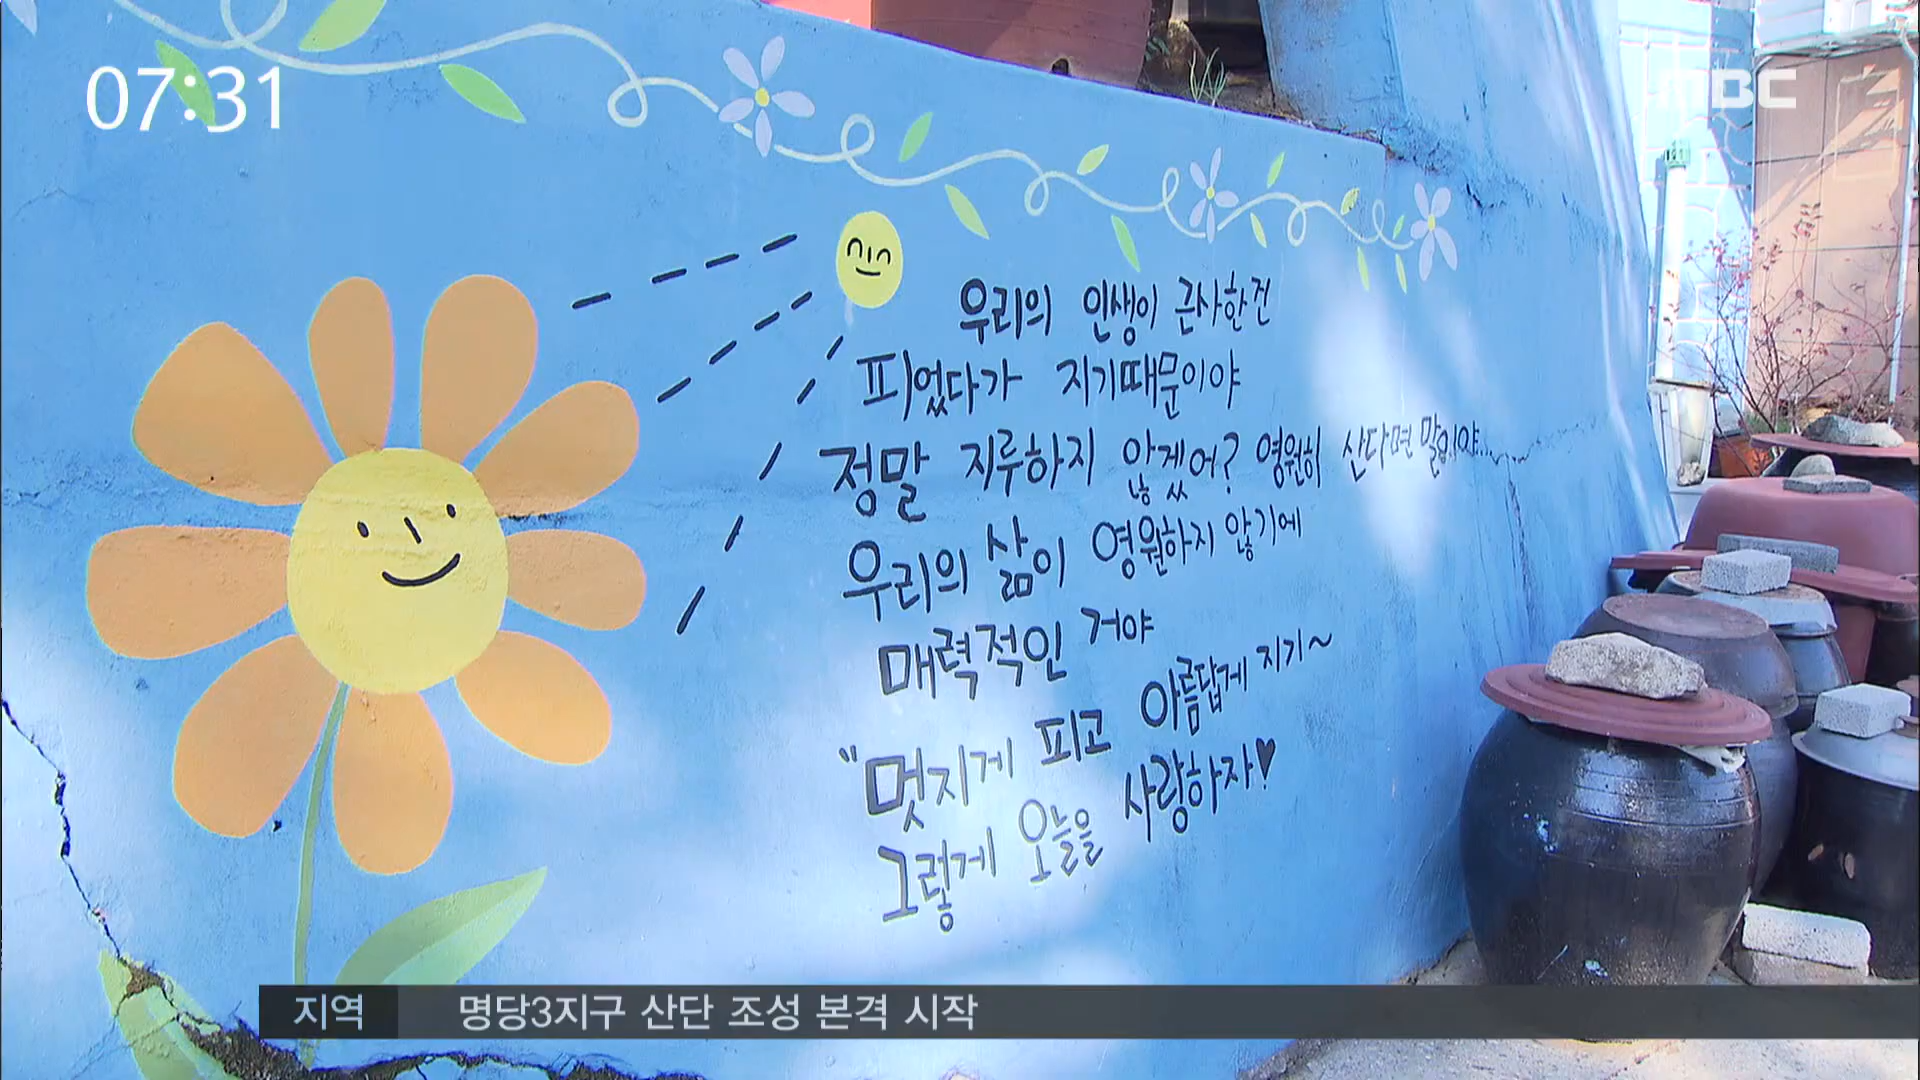 07:31
MBC
우리의 인생이 근사한건
피었다가 지기때문이야
정말 지루하지 않겠어? 영원히 산다면 말이야...
우리의 삶이 영원하지 않기에
매력적인 거야
"멋지게 피고 아름답게 지기~
그렇게 오늘을 사랑하자!♥
지역 명당3지구 산단 조성 본격 시작